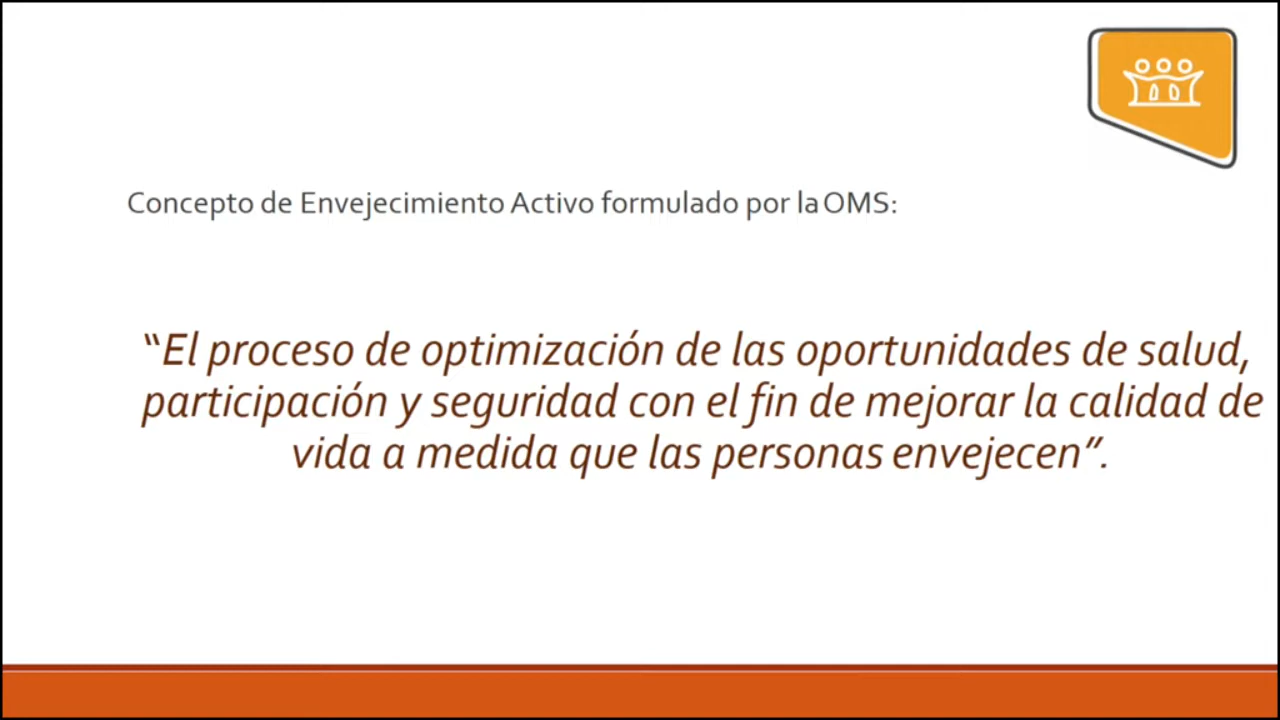 Concepto de Envejecimiento Activo formulado por la OMS:
“El proceso de optimización de las oportunidades de salud,
participación y seguridad con el fin de mejorar la calidad de
vida a medida que las personas envejecen”.